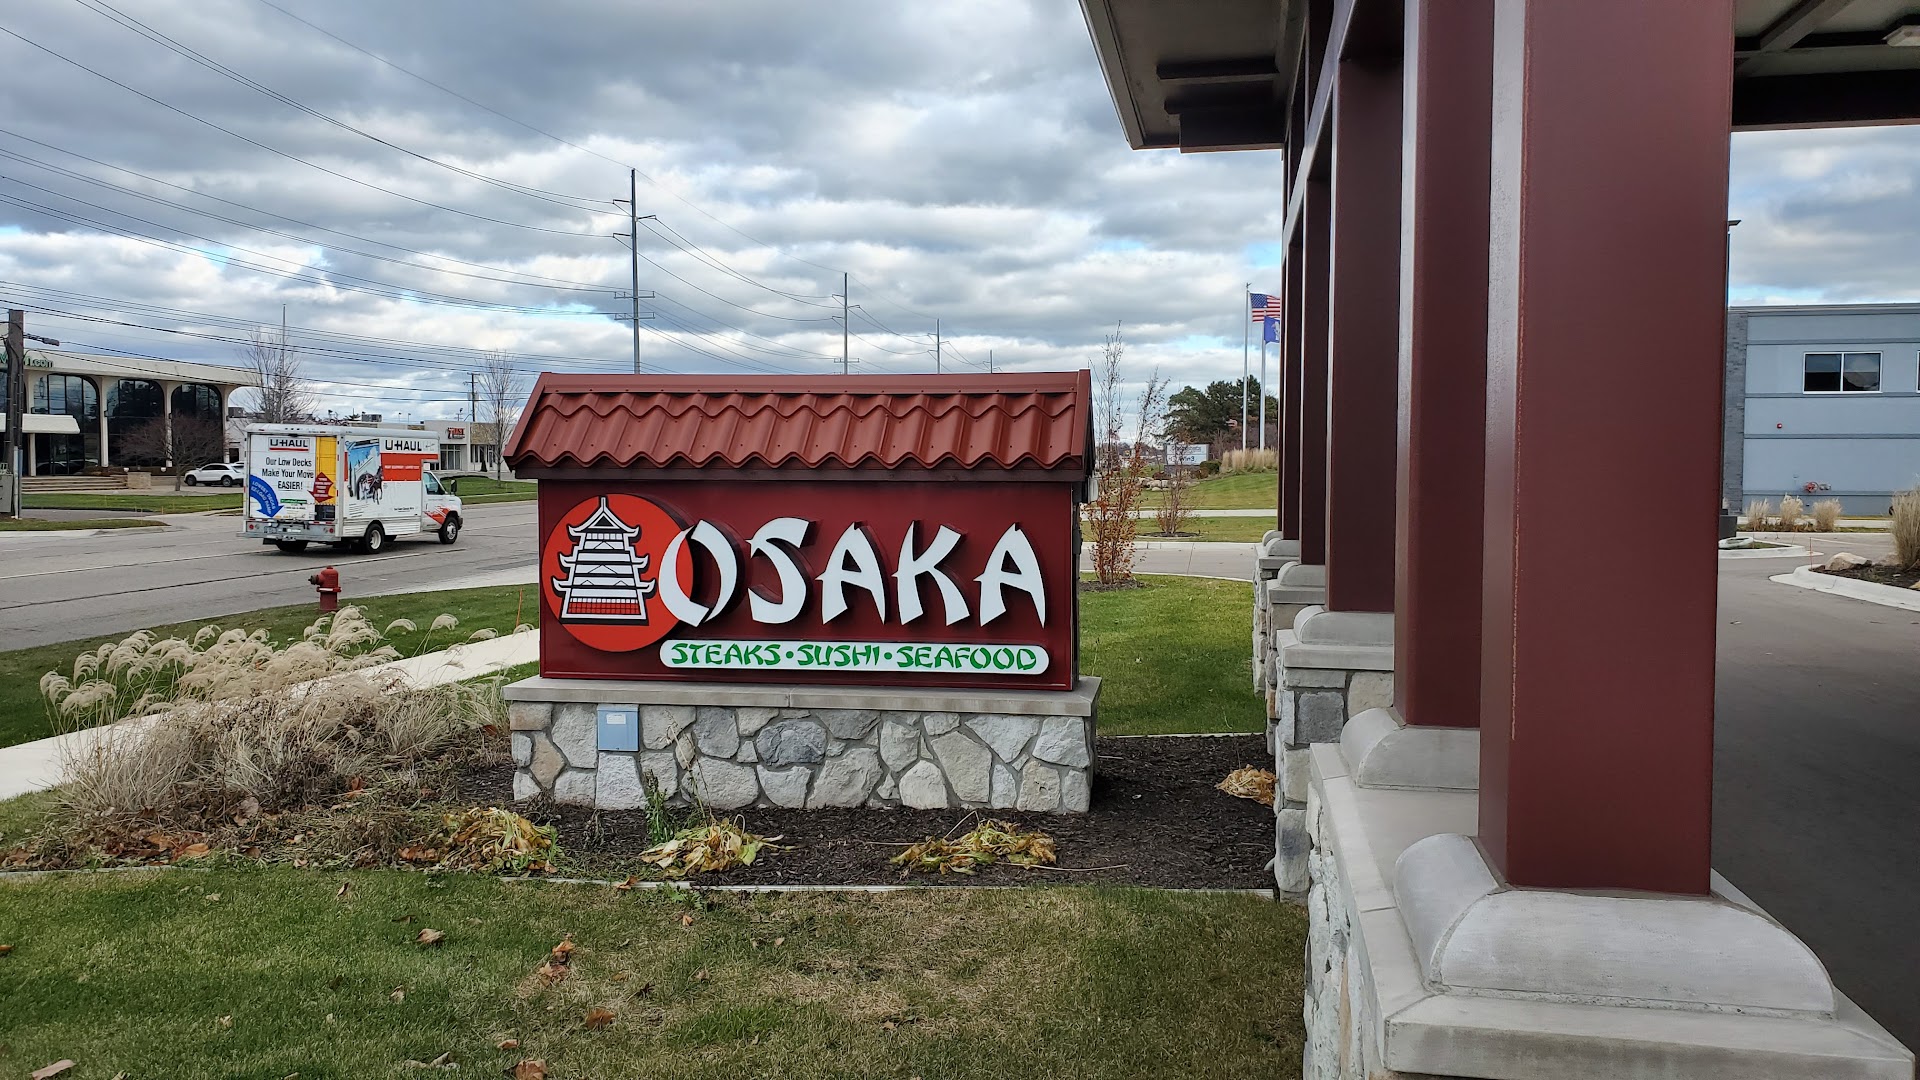 OSAKA
STEAKS • SUSHI • SEAFOOD
U-HAUL
Our Low Decks
Make Your Move
EASIER!
U-HAUL